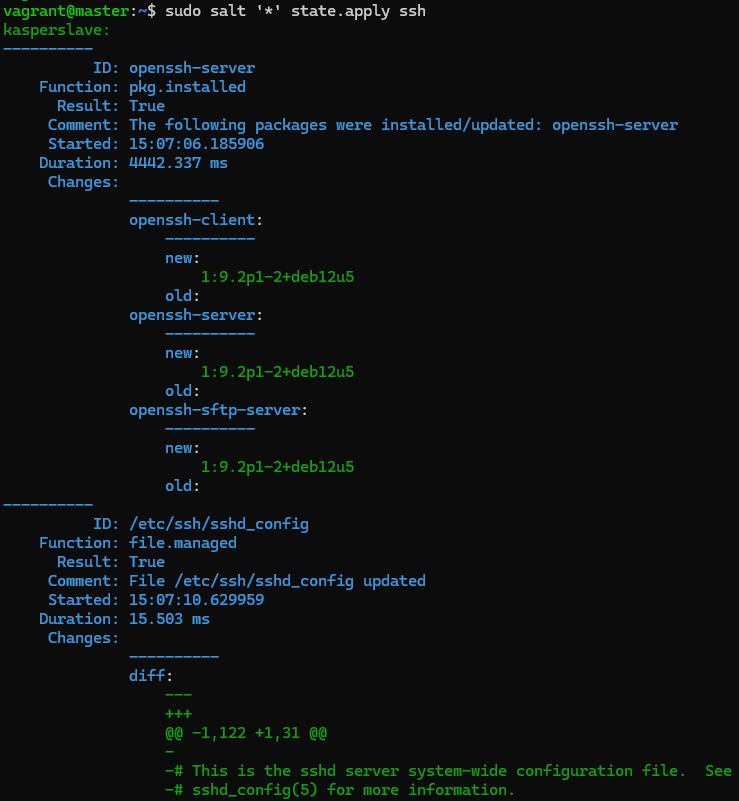 vagrant@master:~$ sudo salt '*' state.apply ssh
kasperslave:
----------
          ID: openssh-server
    Function: pkg.installed
      Result: True
     Comment: The following packages were installed/updated: openssh-server
     Started: 15:07:06.185906
    Duration: 4442.337 ms
     Changes:
              ----------
              openssh-client:
                  ----------
                  new:
                      1:9.2p1-2+deb12u5
                  old:
              openssh-server:
                  ----------
                  new:
                      1:9.2p1-2+deb12u5
                  old:
              openssh-sftp-server:
                  ----------
                  new:
                      1:9.2p1-2+deb12u5
                  old:
----------
          ID: /etc/ssh/sshd_config
    Function: file.managed
      Result: True
     Comment: File /etc/ssh/sshd_config updated
     Started: 15:07:10.629959
    Duration: 15.503 ms
     Changes:
              ----------
              diff:
                  ---
                  +++
                  @@ -1,122 +1,31 @@
                  -
                  -# This is the sshd server system-wide configuration file.  See
                  -# sshd_config(5) for more information.